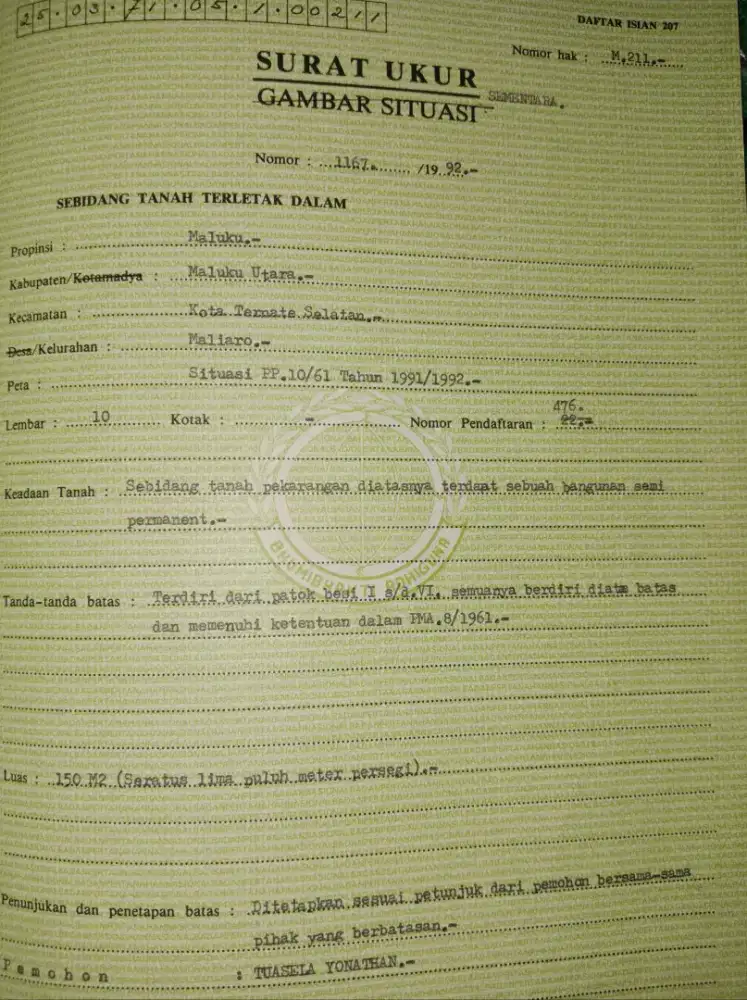 25.03.71.05.1.00211
DAFTAR ISIAN 207
Nomor hak : M.211.-
SURAT UKUR
GAMBAR SITUASI SEMENTARA.
Nomor : 1167. /19 92.-
SEBIDANG TANAH TERLETAK DALAM
Propinsi : Maluku.-
Kabupaten/Kotamadya : Maluku Utara.-
Kecamatan : Kota Ternate Selatan.-
Desa/Kelurahan : Maliaro.-
Peta : Situasi PP.10/61 Tahun 1991/1992.-
476.
Lembar : 10 Kotak : - Nomor Pendaftaran : 22.-
Keadaan Tanah : Sebidang tanah pekarangan diatasnya terdaat sebuah bangunan semi
permanent.-
BHUMIBHAKTI ADHIGUNA
Tanda-tanda batas : Terdiri dari patok besi I s/d.VI. semuanya berdiri diatas batas
dan memenuhi ketentuan dalam PMA.8/1961.-
Luas : 150 M2 (Seratus lima puluh meter persegi).-
Penunjukan dan penetapan batas : Ditetapkan sesuai petunjuk dari pemohon bersama-sama
pihak yang berbatasan.-
Pemohon : TUASELA YONATHAN.-